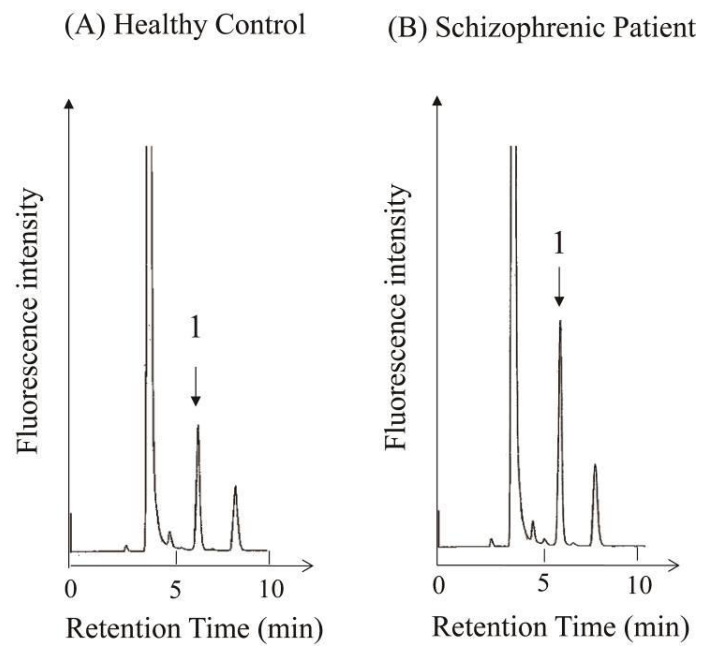 (A) Healthy Control
Fluorescence intensity
1
0 5 10
Retention Time (min)
(B) Schizophrenic Patient
Fluorescence intensity
1
0 5 10
Retention Time (min)